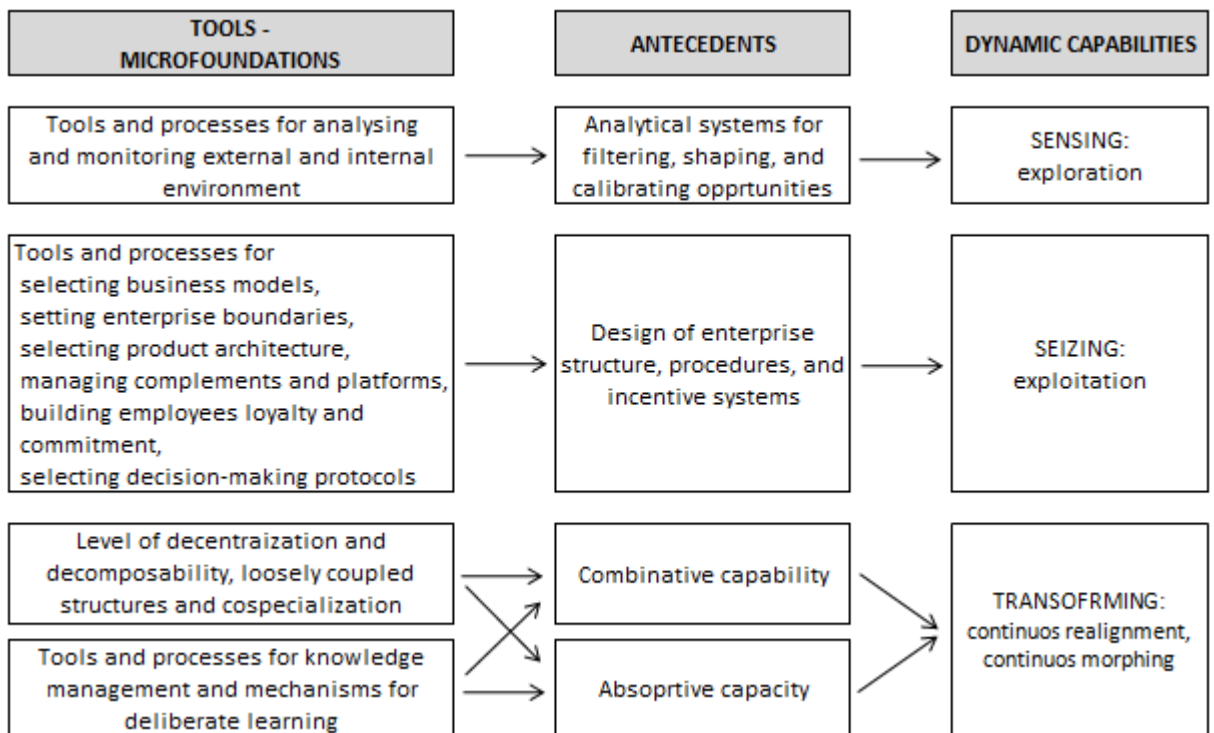 TOOLS -
MICROFOUNDATIONS
ANTECEDENTS
DYNAMIC CAPABILITIES
Tools and processes for analysing
and monitoring external and internal
environment
Analytical systems for
filtering, shaping, and
calibrating opprtunities
SENSING:
exploration
Tools and processes for
selecting business models,
setting enterprise boundaries,
selecting product architecture,
managing complements and platforms,
building employees loyalty and
commitment,
selecting decision-making protocols
Design of enterprise
structure, procedures, and
incentive systems
SEIZING:
exploitation
Level of decentraization and
decomposability, loosely coupled
structures and cospecialization
Combinative capability
Tools and processes for knowledge
management and mechanisms for
deliberate learning
Absoprtive capacity
TRANSOFRMING:
continuos realignment,
continuos morphing